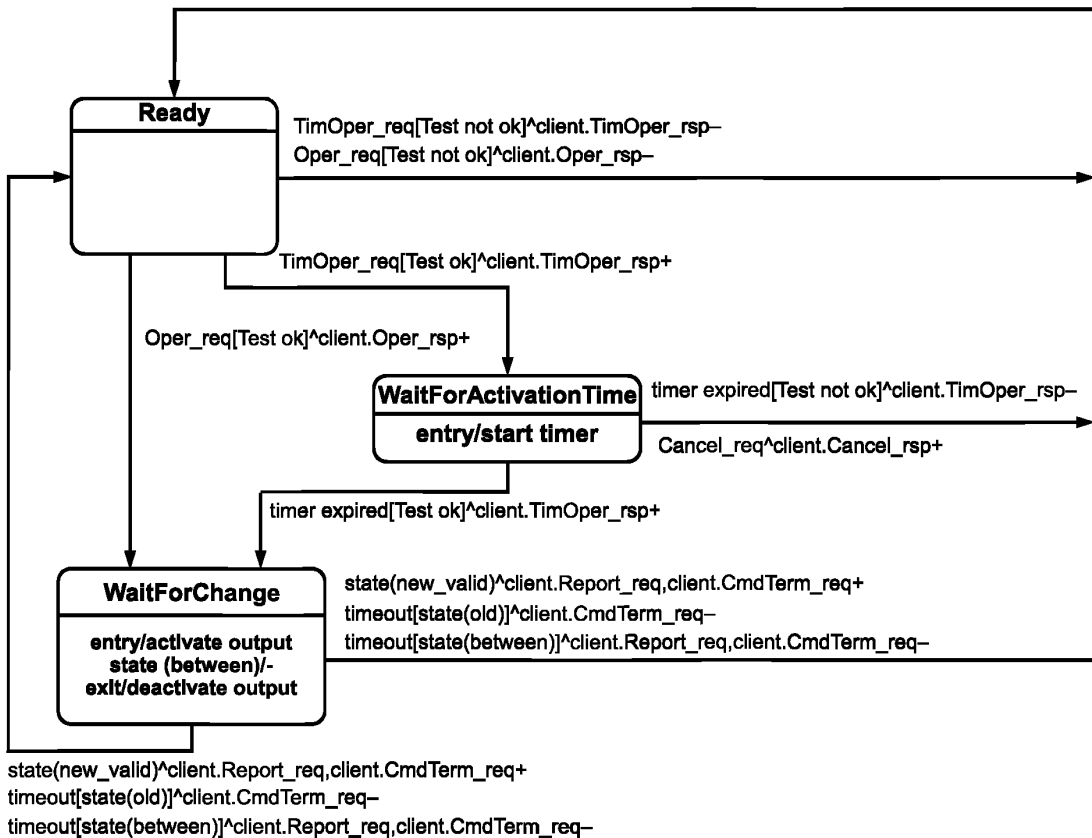 Ready
TimOper_req[Test not ok]^client.TimOper_rsp–
Oper_req[Test not ok]^client.Oper_rsp–
TimOper_req[Test ok]^client.TimOper_rsp+
Oper_req[Test ok]^client.Oper_rsp+
WaitForActivationTime
entry/start timer
timer expired[Test not ok]^client.TimOper_rsp–
Cancel_req^client.Cancel_rsp+
timer expired[Test ok]^client.TimOper_rsp+
WaitForChange
entry/activate output
state (between)/-
exit/deactivate output
state(new_valid)^client.Report_req,client.CmdTerm_req+
timeout[state(old)]^client.CmdTerm_req–
timeout[state(between)]^client.Report_req,client.CmdTerm_req–
state(new_valid)^client.Report_req,client.CmdTerm_req+
timeout[state(old)]^client.CmdTerm_req–
timeout[state(between)]^client.Report_req,client.CmdTerm_req–